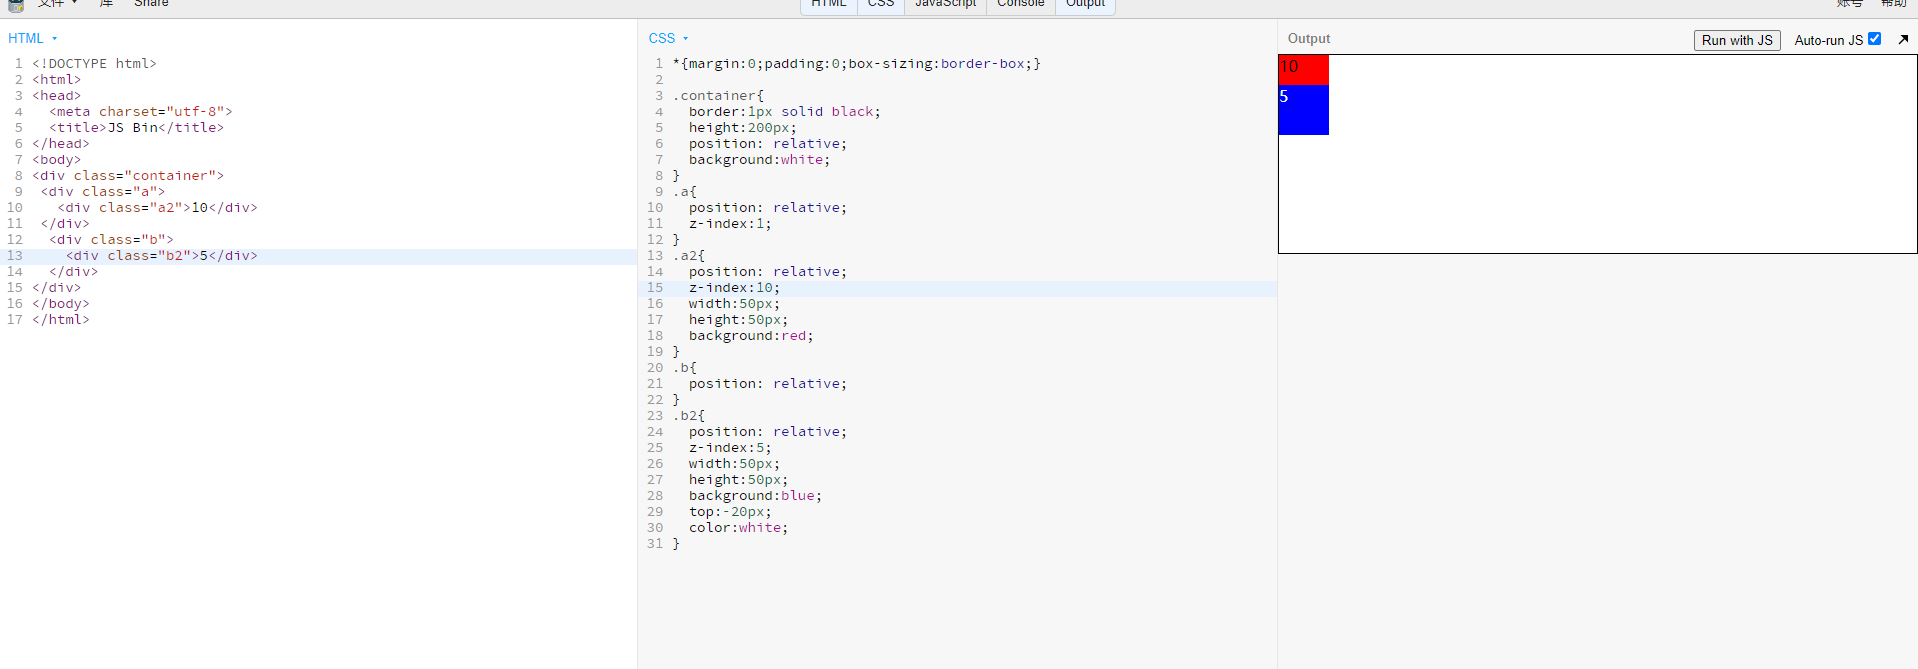 文件 库 Share HTML CSS JavaScript Console Output 账号 帮助
HTML
1 <!DOCTYPE html>
2 <html>
3 <head>
4   <meta charset="utf-8">
5   <title>JS Bin</title>
6 </head>
7 <body>
8 <div class="container">
9  <div class="a">
10    <div class="a2">10</div>
11  </div>
12   <div class="b">
13     <div class="b2">5</div>
14   </div>
15 </div>
16 </body>
17 </html>
CSS
1 *{margin:0;padding:0;box-sizing:border-box;}
2
3 .container{
4   border:1px solid black;
5   height:200px;
6   position: relative;
7   background:white;
8 }
9 .a{
10   position: relative;
11   z-index:1;
12 }
13 .a2{
14   position: relative;
15   z-index:10;
16   width:50px;
17   height:50px;
18   background:red;
19 }
20 .b{
21   position: relative;
22 }
23 .b2{
24   position: relative;
25   z-index:5;
26   width:50px;
27   height:50px;
28   background:blue;
29   top:-20px;
30   color:white;
31 }
Output Run with JS Auto-run JS
10
5